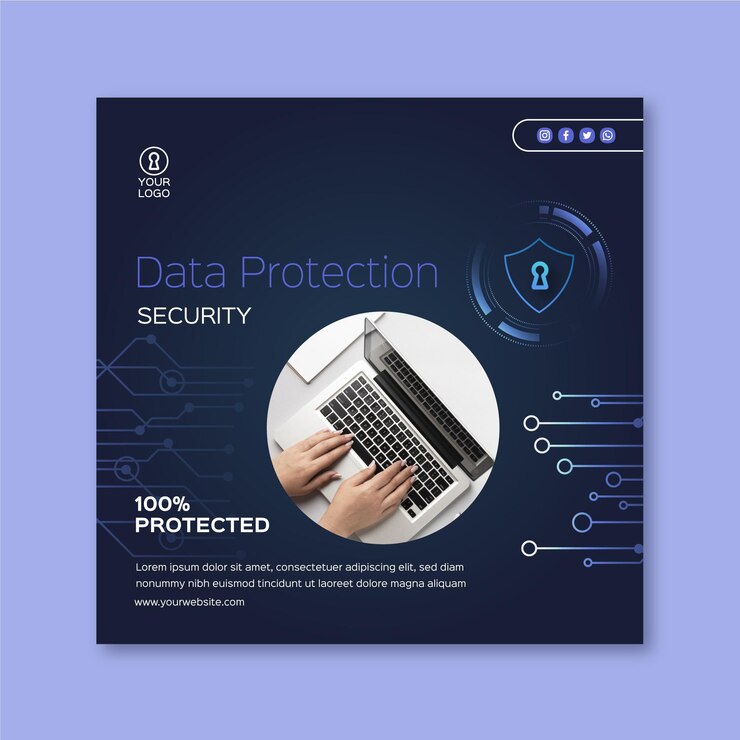 YOUR
LOGO
Data Protection
SECURITY
100%
PROTECTED
Lorem ipsum dolor sit amet, consectetuer adipiscing elit, sed diam
nonummy nibh euismod tincidunt ut laoreet dolore magna aliquam
www.yourwebsite.com